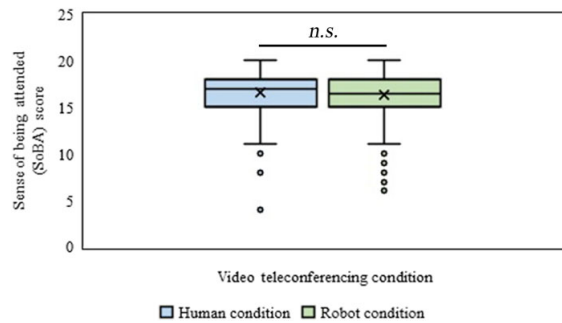 25
20
15
10
5
0
n.s.
Sense of being attended
(SoBA) score
Video teleconferencing condition
Human condition
Robot condition